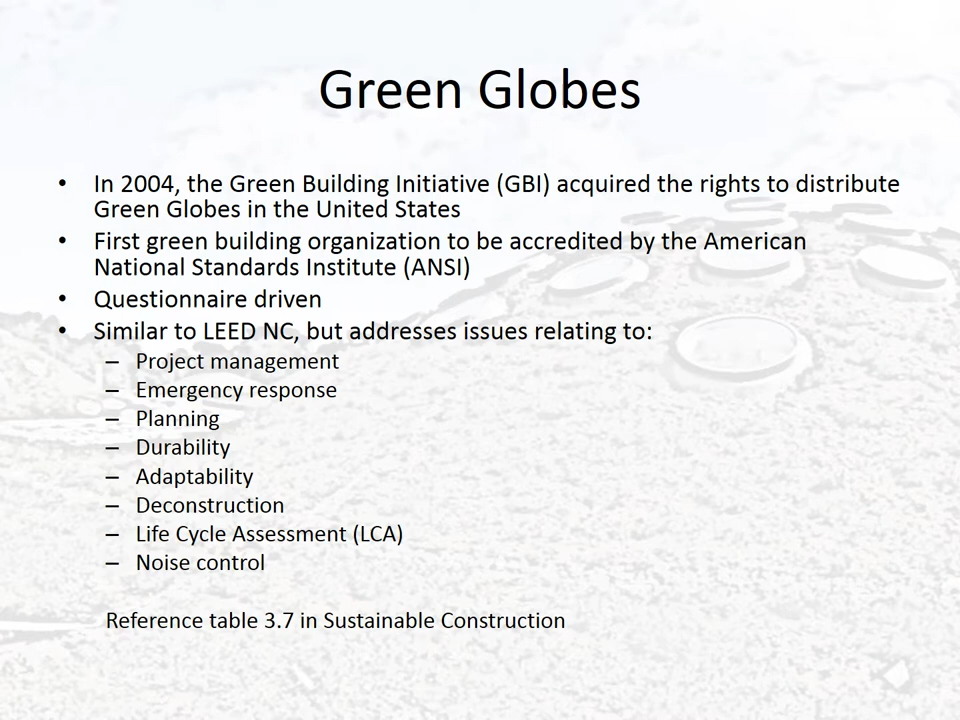 Green Globes
• In 2004, the Green Building Initiative (GBI) acquired the rights to distribute
Green Globes in the United States
• First green building organization to be accredited by the American
National Standards Institute (ANSI)
• Questionnaire driven
• Similar to LEED NC, but addresses issues relating to:
– Project management
– Emergency response
– Planning
– Durability
– Adaptability
– Deconstruction
– Life Cycle Assessment (LCA)
– Noise control
Reference table 3.7 in Sustainable Construction